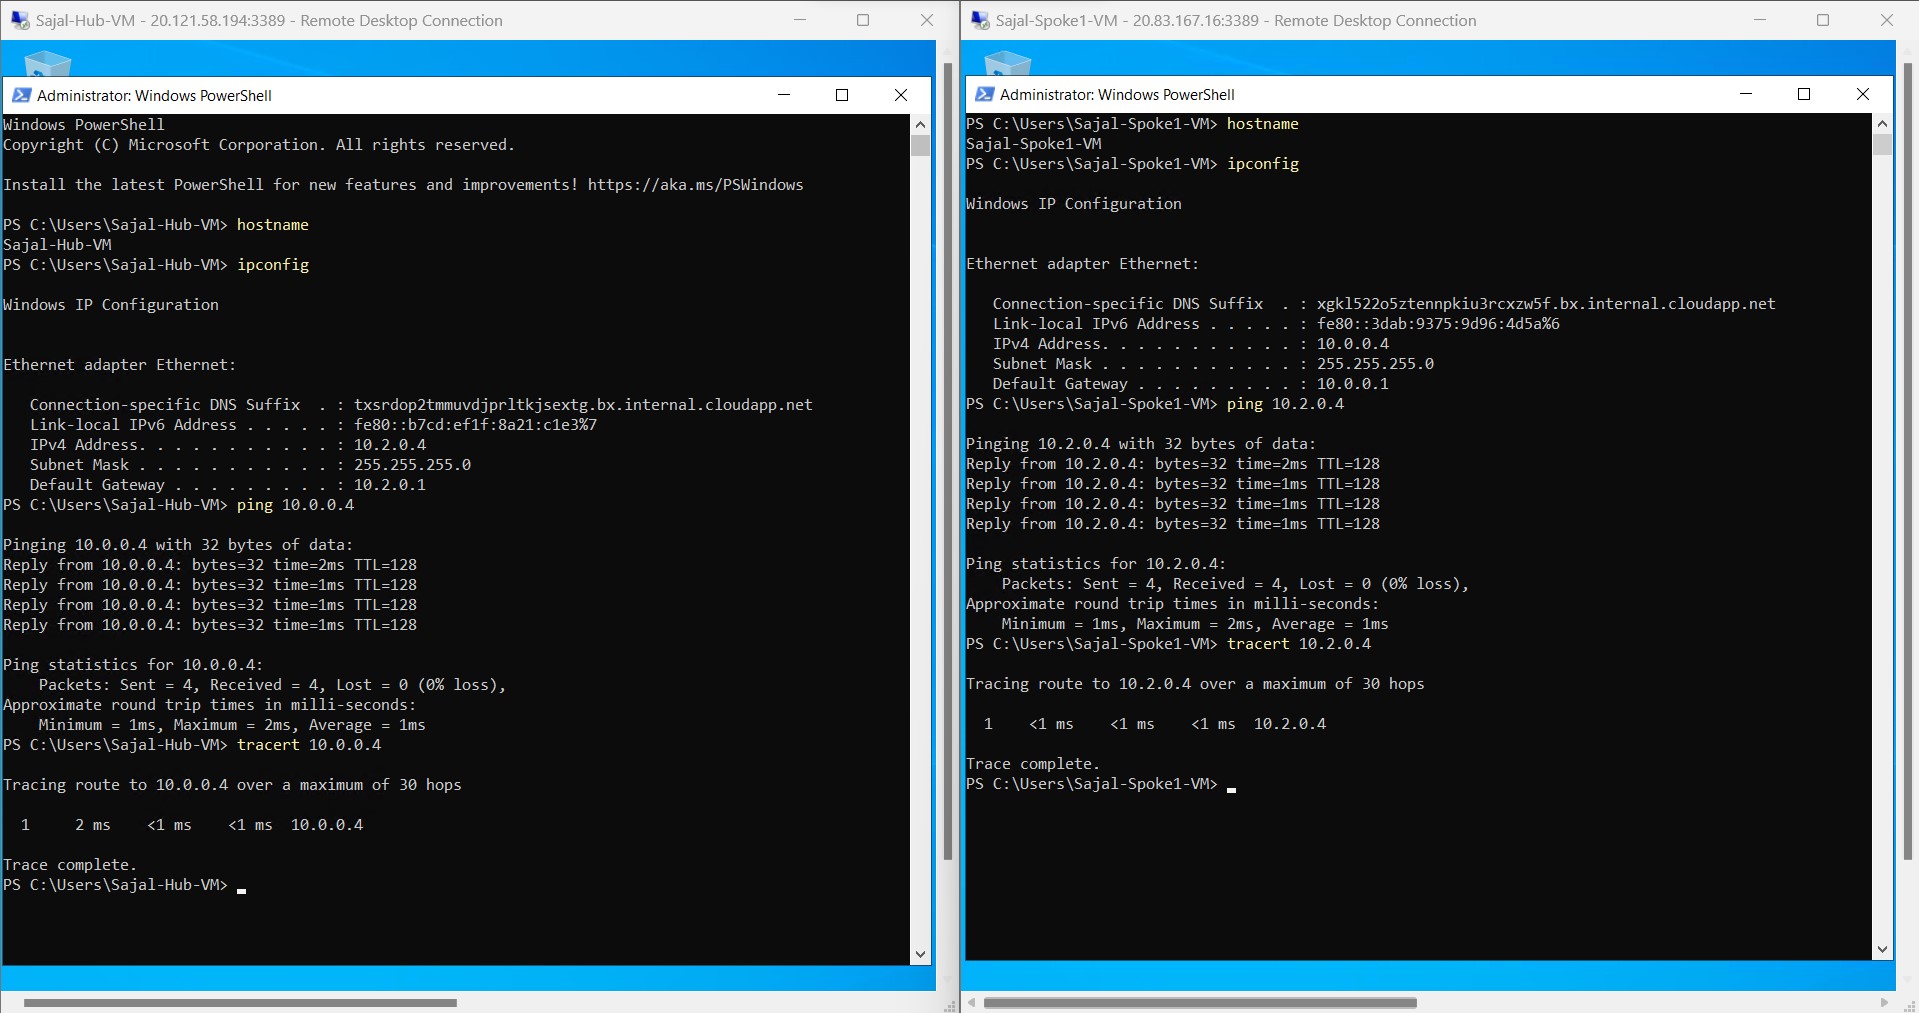 Sajal-Hub-VM - 20.121.58.194:3389 - Remote Desktop Connection
Administrator: Windows PowerShell
Windows PowerShell
Copyright (C) Microsoft Corporation. All rights reserved.
Install the latest PowerShell for new features and improvements! https://aka.ms/PSWindows
PS C:\Users\Sajal-Hub-VM> hostname
Sajal-Hub-VM
PS C:\Users\Sajal-Hub-VM> ipconfig
Windows IP Configuration
Ethernet adapter Ethernet:
Connection-specific DNS Suffix . : txsrdop2tmmuvdjprltkjsextg.bx.internal.cloudapp.net
Link-local IPv6 Address . . . . . : fe80::b7cd:ef1f:8a21:c1e3%7
IPv4 Address. . . . . . . . . . . : 10.2.0.4
Subnet Mask . . . . . . . . . . . : 255.255.255.0
Default Gateway . . . . . . . . . : 10.2.0.1
PS C:\Users\Sajal-Hub-VM> ping 10.0.0.4
Pinging 10.0.0.4 with 32 bytes of data:
Reply from 10.0.0.4: bytes=32 time=2ms TTL=128
Reply from 10.0.0.4: bytes=32 time=1ms TTL=128
Reply from 10.0.0.4: bytes=32 time=1ms TTL=128
Reply from 10.0.0.4: bytes=32 time=1ms TTL=128
Ping statistics for 10.0.0.4:
Packets: Sent = 4, Received = 4, Lost = 0 (0% loss),
Approximate round trip times in milli-seconds:
Minimum = 1ms, Maximum = 2ms, Average = 1ms
PS C:\Users\Sajal-Hub-VM> tracert 10.0.0.4
Tracing route to 10.0.0.4 over a maximum of 30 hops
1 2 ms <1 ms <1 ms 10.0.0.4
Trace complete.
PS C:\Users\Sajal-Hub-VM>
Sajal-Spoke1-VM - 20.83.167.16:3389 - Remote Desktop Connection
Administrator: Windows PowerShell
PS C:\Users\Sajal-Spoke1-VM> hostname
Sajal-Spoke1-VM
PS C:\Users\Sajal-Spoke1-VM> ipconfig
Windows IP Configuration
Ethernet adapter Ethernet:
Connection-specific DNS Suffix . : xgkl522o5ztennpkiu3rcxzw5f.bx.internal.cloudapp.net
Link-local IPv6 Address . . . . . : fe80::3dab:9375:9d96:4d5a%6
IPv4 Address. . . . . . . . . . . : 10.0.0.4
Subnet Mask . . . . . . . . . . . : 255.255.255.0
Default Gateway . . . . . . . . . : 10.0.0.1
PS C:\Users\Sajal-Spoke1-VM> ping 10.2.0.4
Pinging 10.2.0.4 with 32 bytes of data:
Reply from 10.2.0.4: bytes=32 time=2ms TTL=128
Reply from 10.2.0.4: bytes=32 time=1ms TTL=128
Reply from 10.2.0.4: bytes=32 time=1ms TTL=128
Reply from 10.2.0.4: bytes=32 time=1ms TTL=128
Ping statistics for 10.2.0.4:
Packets: Sent = 4, Received = 4, Lost = 0 (0% loss),
Approximate round trip times in milli-seconds:
Minimum = 1ms, Maximum = 2ms, Average = 1ms
PS C:\Users\Sajal-Spoke1-VM> tracert 10.2.0.4
Tracing route to 10.2.0.4 over a maximum of 30 hops
1 <1 ms <1 ms <1 ms 10.2.0.4
Trace complete.
PS C:\Users\Sajal-Spoke1-VM>